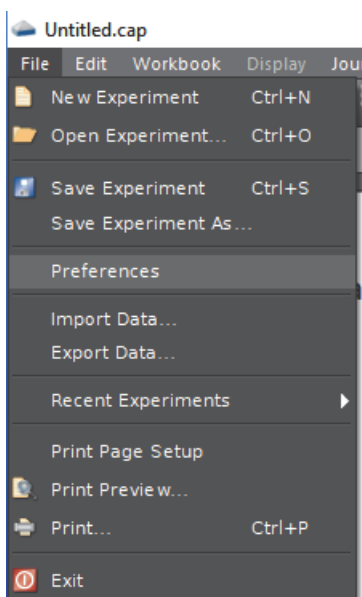 Untitled.cap
File Edit Workbook Display
New Experiment Ctrl+N
Open Experiment... Ctrl+O
Save Experiment Ctrl+S
Save Experiment As...
Preferences
Import Data...
Export Data...
Recent Experiments
Print Page Setup
Print Preview...
Print... Ctrl+P
Exit